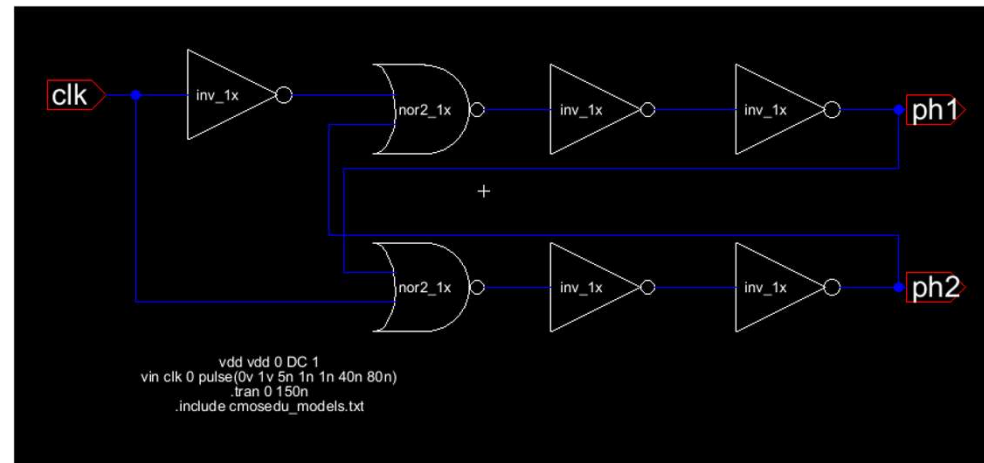 clk
inv_1x
nor2_1x
inv_1x
inv_1x
ph1
nor2_1x
inv_1x
inv_1x
ph2
vdd vdd 0 DC 1
vin clk 0 pulse(0v 1v 5n 1n 1n 40n 80n)
.tran 0 150n
.include cmosedu_models.txt